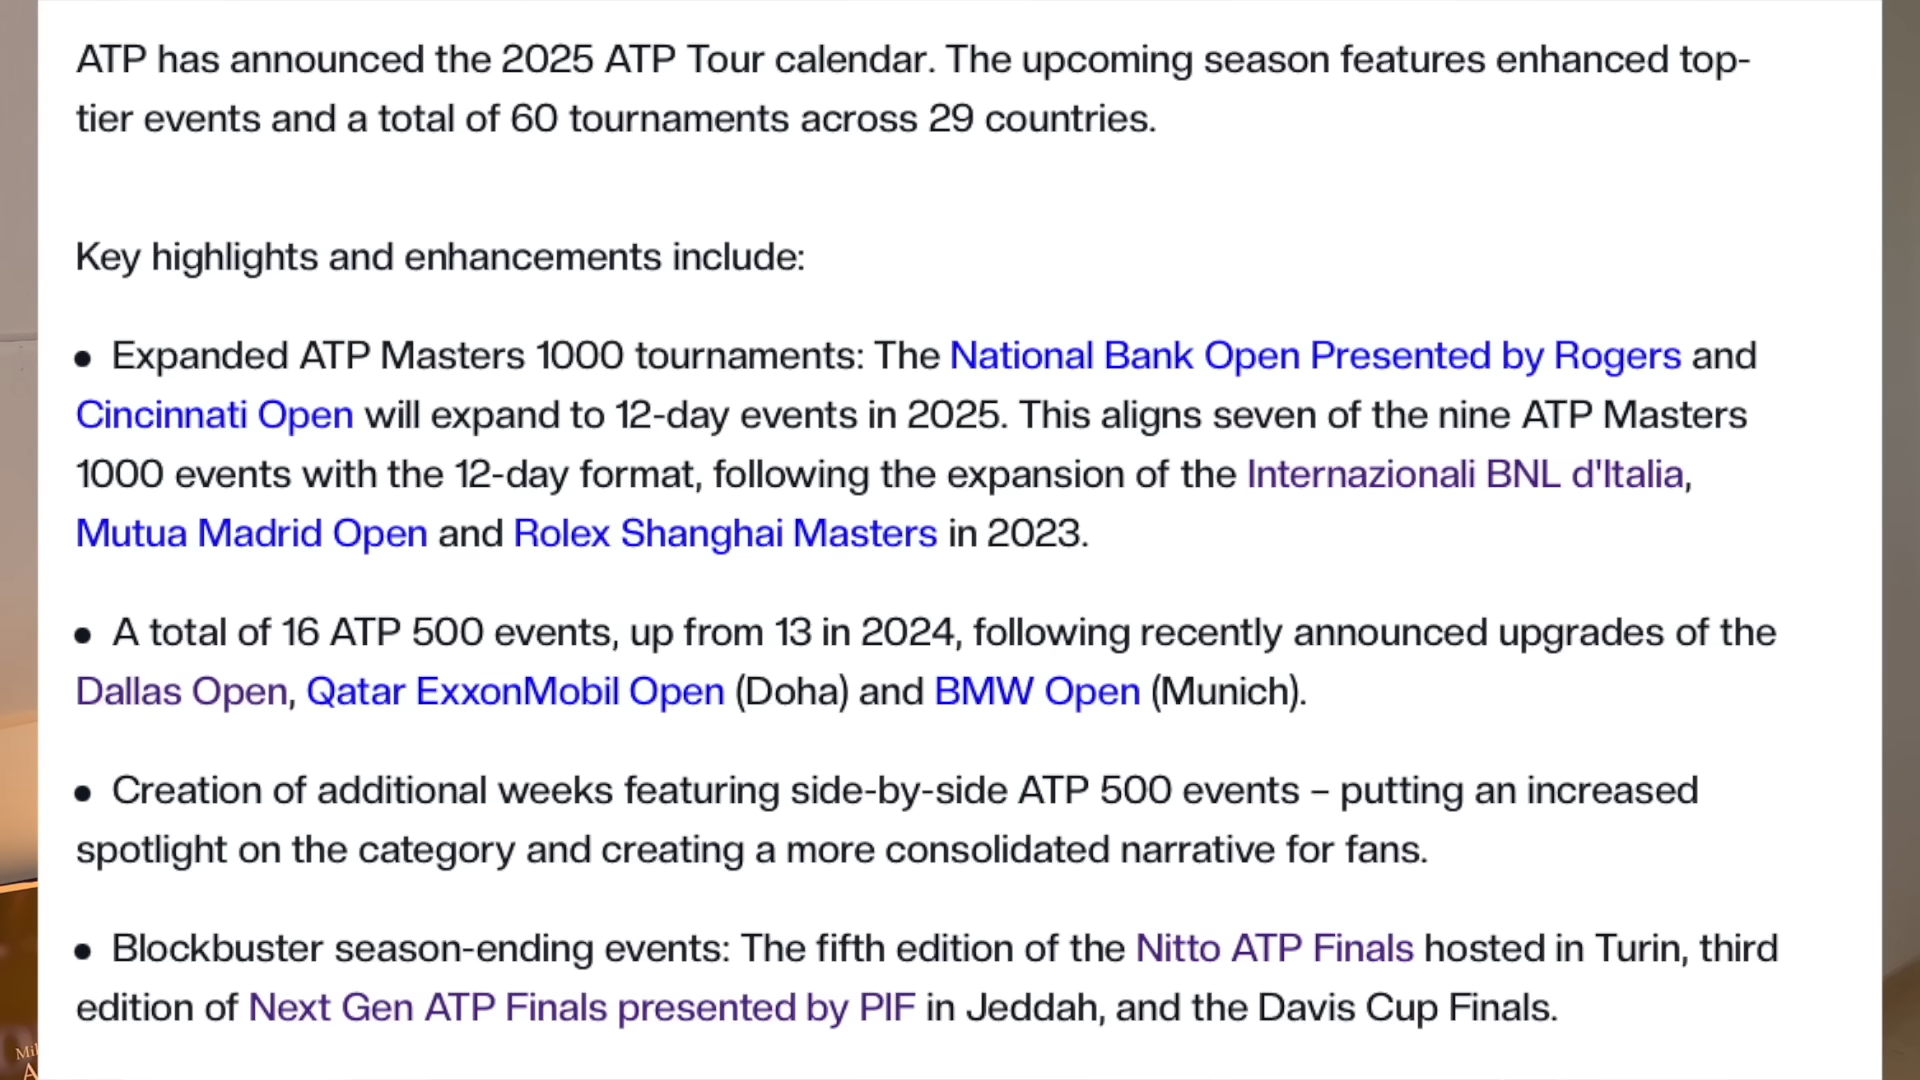 ATP has announced the 2025 ATP Tour calendar. The upcoming season features enhanced top-
tier events and a total of 60 tournaments across 29 countries.
Key highlights and enhancements include:
• Expanded ATP Masters 1000 tournaments: The National Bank Open Presented by Rogers and
Cincinnati Open will expand to 12-day events in 2025. This aligns seven of the nine ATP Masters
1000 events with the 12-day format, following the expansion of the Internazionali BNL d'Italia,
Mutua Madrid Open and Rolex Shanghai Masters in 2023.
• A total of 16 ATP 500 events, up from 13 in 2024, following recently announced upgrades of the
Dallas Open, Qatar ExxonMobil Open (Doha) and BMW Open (Munich).
• Creation of additional weeks featuring side-by-side ATP 500 events – putting an increased
spotlight on the category and creating a more consolidated narrative for fans.
• Blockbuster season-ending events: The fifth edition of the Nitto ATP Finals hosted in Turin, third
edition of Next Gen ATP Finals presented by PIF in Jeddah, and the Davis Cup Finals.